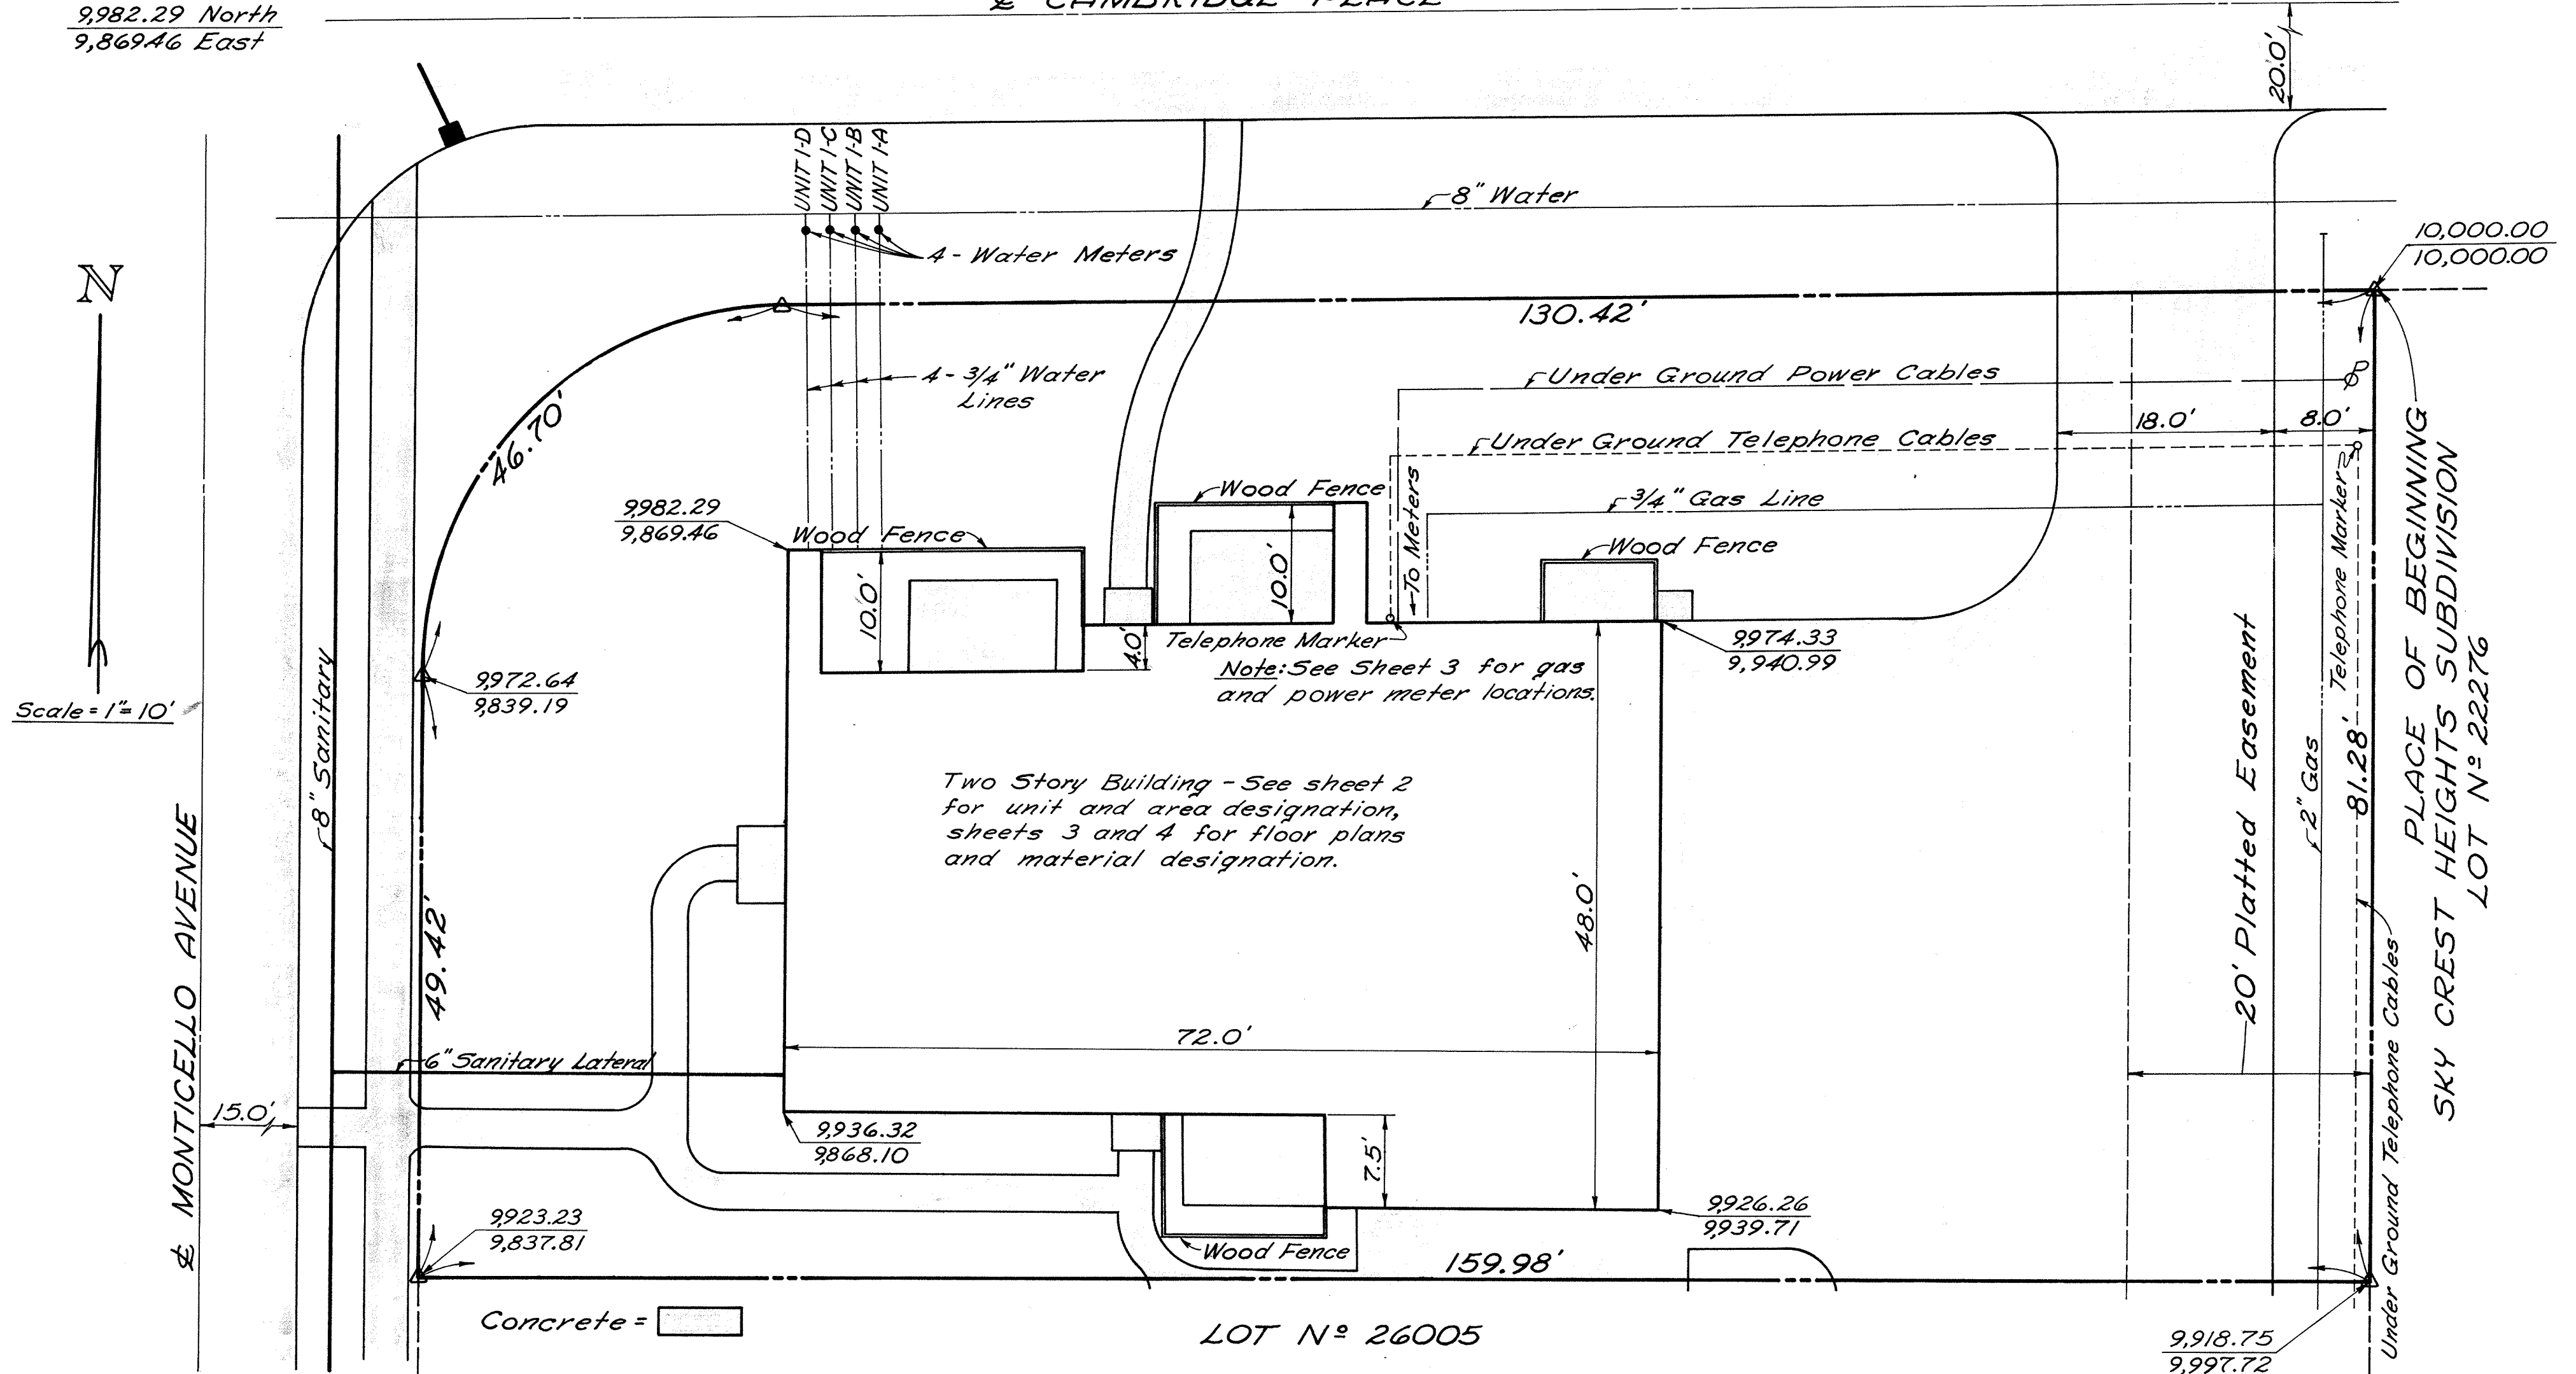 9,982.29 North
9,869.46 East
℄ CAMBRIDGE PLACE
20.0'
UNIT 1-D
UNIT 1-C
UNIT 1-B
UNIT 1-A
8" Water
4 - Water Meters
10,000.00
10,000.00
N
130.42'
4 - 3/4" Water
Lines
Under Ground Power Cables
P
46.70'
18.0'
8.0'
Under Ground Telephone Cables
Wood Fence
To Meters
3/4" Gas Line
Telephone Marker
9,982.29
9,869.46
Wood Fence
Wood Fence
10.0'
10.0'
4.0'
Telephone Marker
Note: See Sheet 3 for gas
and power meter locations.
9,974.33
9,940.99
9,972.64
9,839.19
Scale = 1"= 10'
8" Sanitary
PLACE OF BEGINNING
SKY CREST HEIGHTS SUBDIVISION
LOT Nº 22276
2" Gas
81.28'
20' Platted Easement
Two Story Building - See sheet 2
for unit and area designation,
sheets 3 and 4 for floor plans
and material designation.
48.0'
49.42'
℄ MONTICELLO AVENUE
72.0'
6" Sanitary Lateral
15.0'
Under Ground Telephone Cables
9,936.32
9,868.10
7.5'
9,923.23
9,837.81
9,926.26
9,939.71
Wood Fence
159.98'
Concrete =
LOT Nº 26005
9,918.75
9,997.72